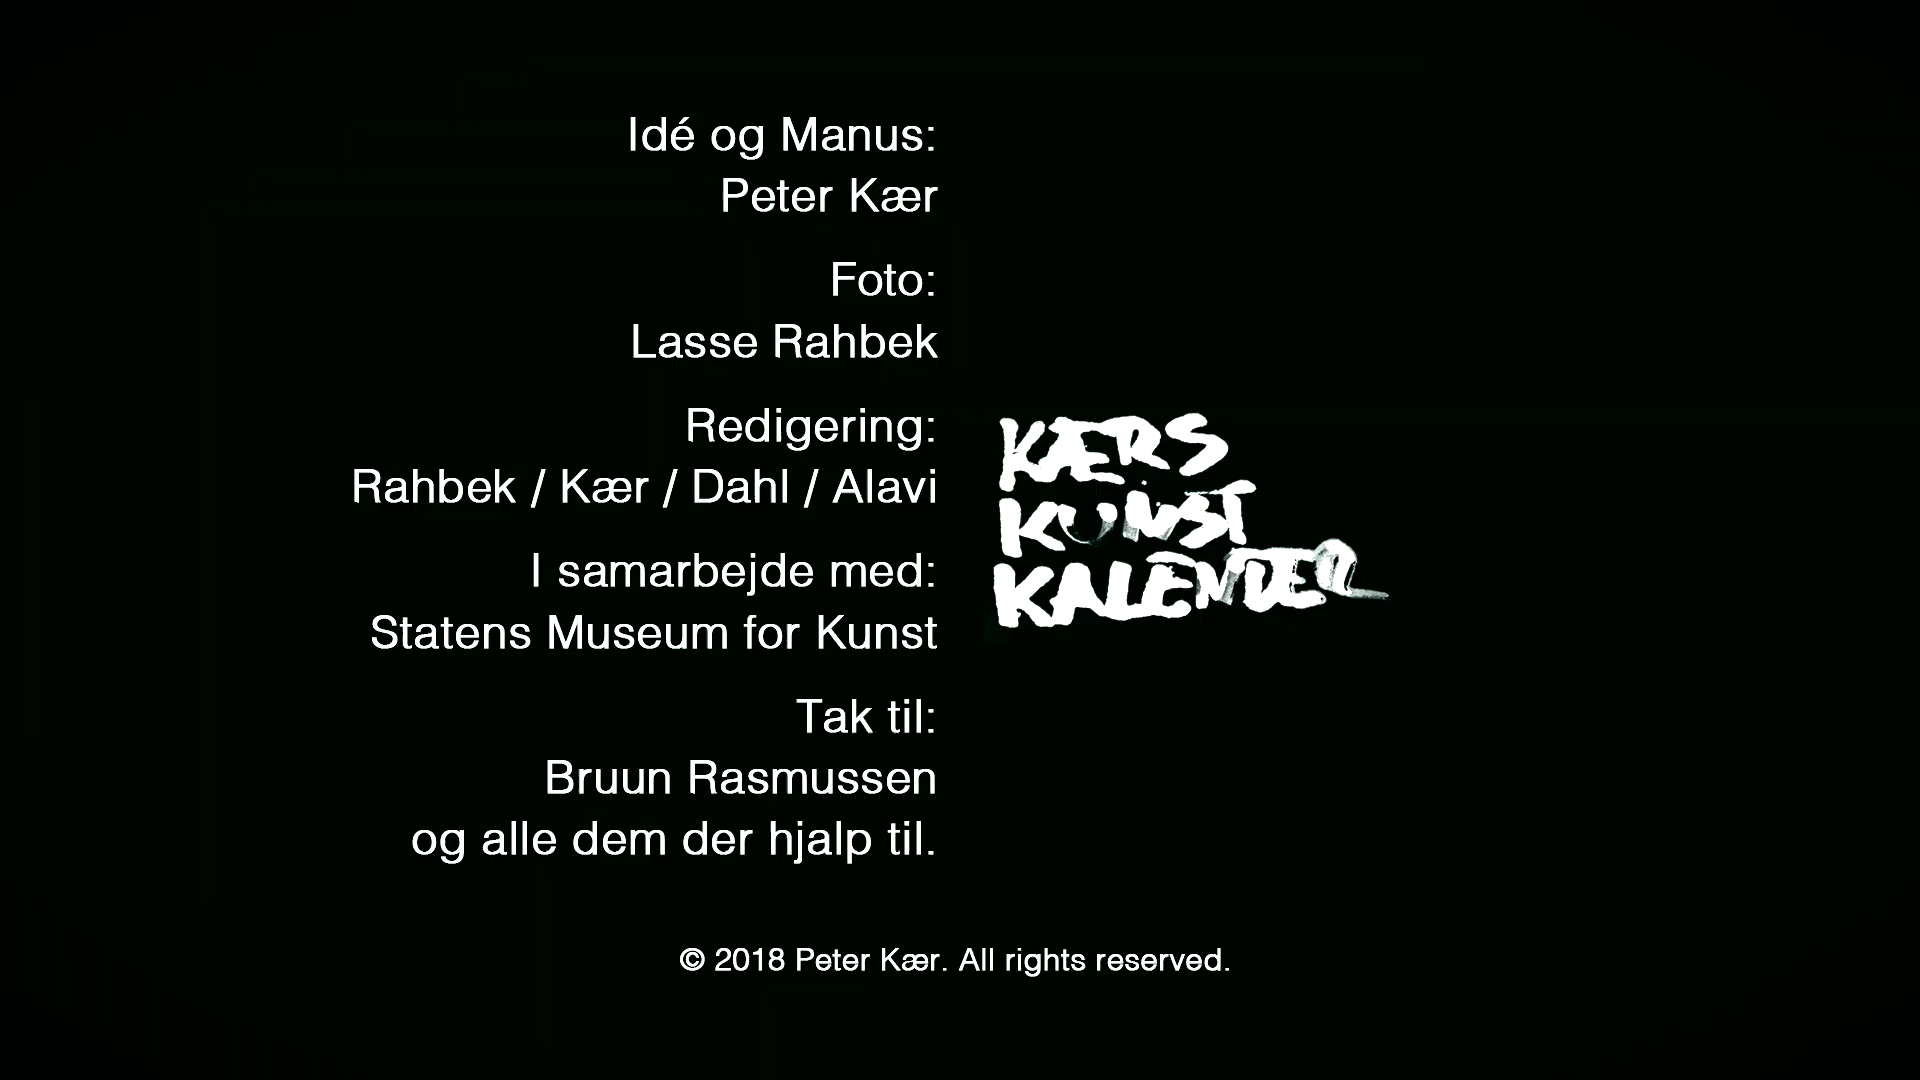 Idé og Manus:
Peter Kær
Foto:
Lasse Rahbek
Redigering:
Rahbek / Kær / Dahl / Alavi
I samarbejde med:
Statens Museum for Kunst
Tak til:
Bruun Rasmussen
og alle dem der hjalp til.
KÆRS
KUNST
KALENDER
© 2018 Peter Kær. All rights reserved.